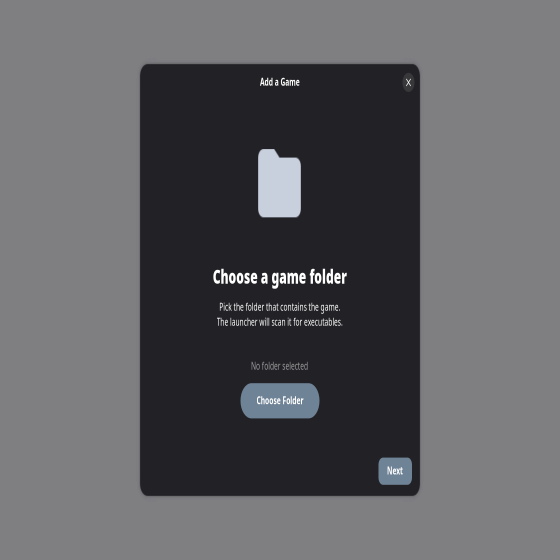 Add a Game
Choose a game folder
Pick the folder that contains the game.
The launcher will scan it for executables.
No folder selected
Choose Folder
Next